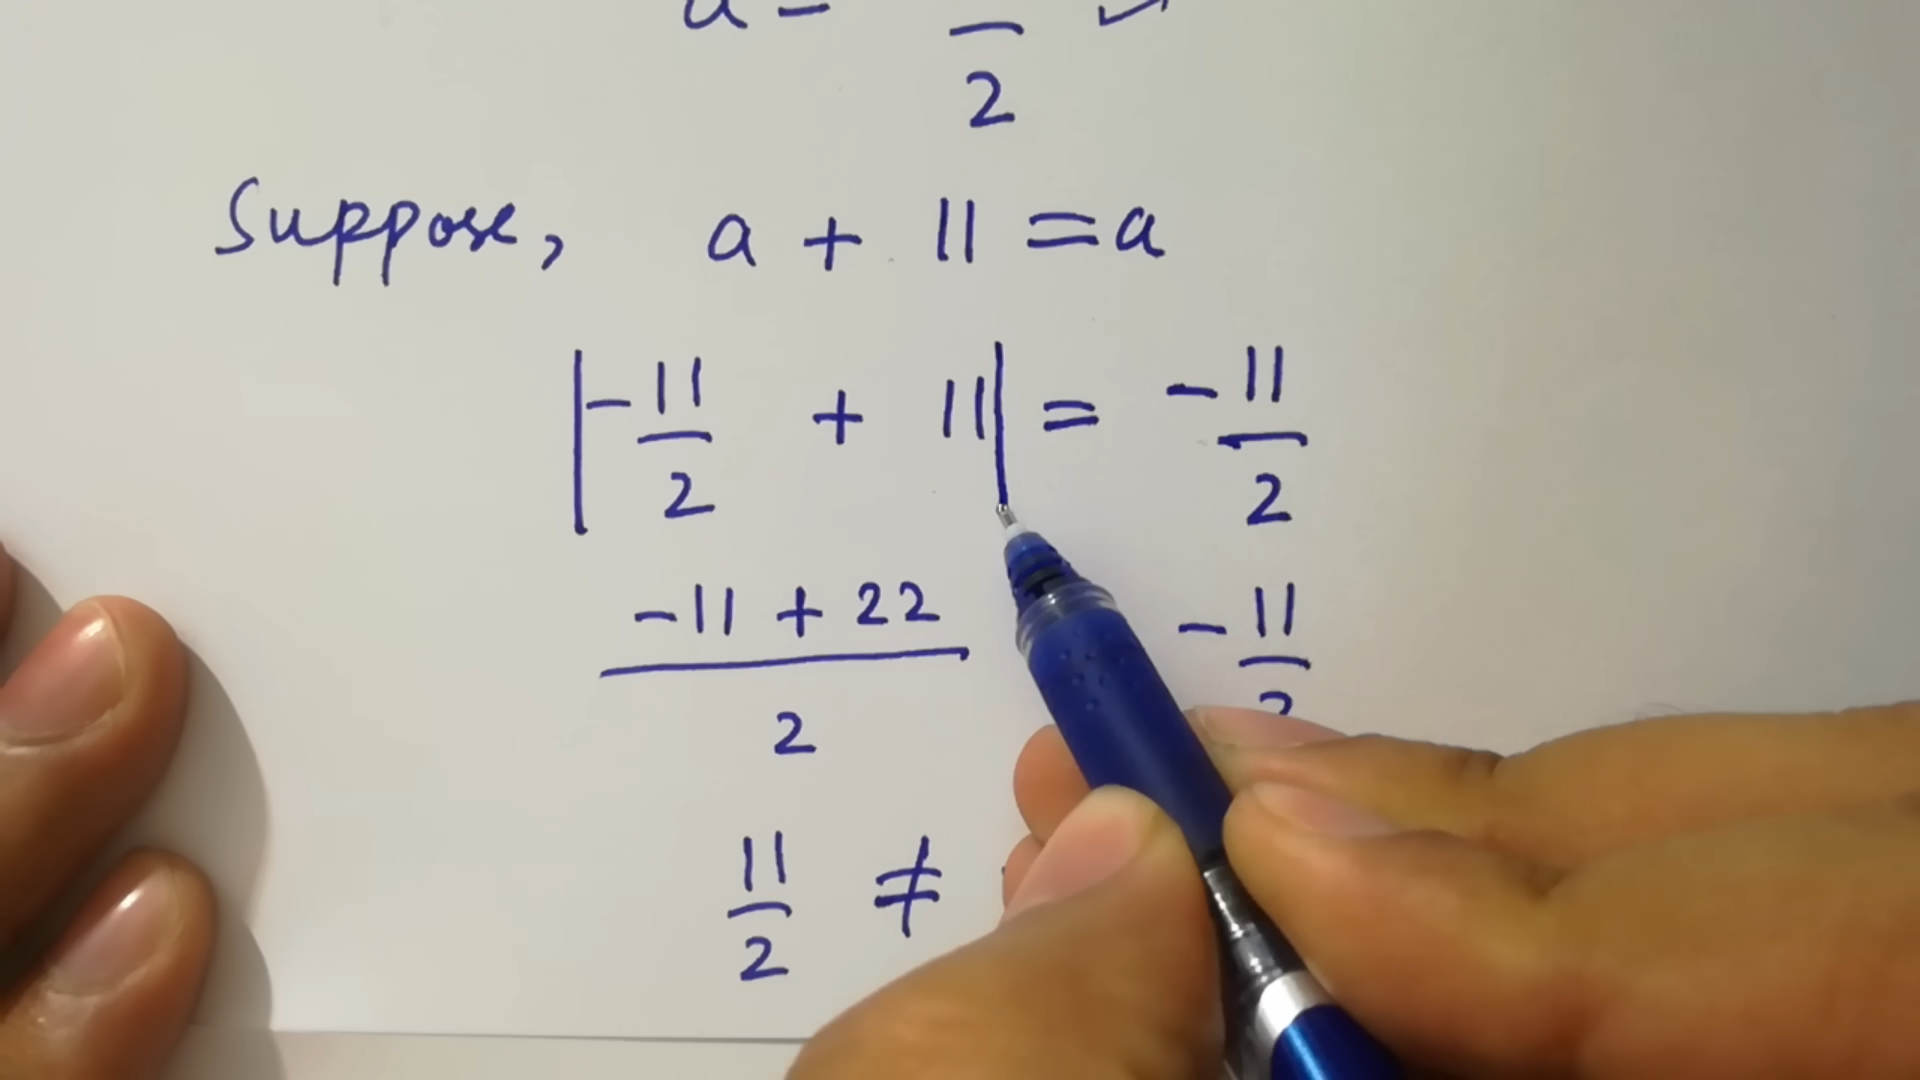 a = — ✓
2
Suppose, a + 11 = a
|-11/2 + 11| = -11/2
(-11 + 22)/2 -11/2
11/2 ≠